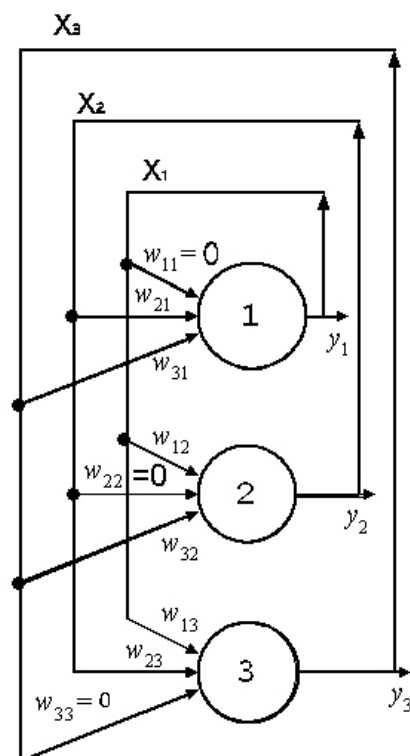 X₃
X₂
X₁
w₁₁ = 0
w₂₁
1
y₁
w₃₁
w₁₂
w₂₂ =0
2
y₂
w₃₂
w₁₃
w₂₃
3
w₃₃ = 0
y₃